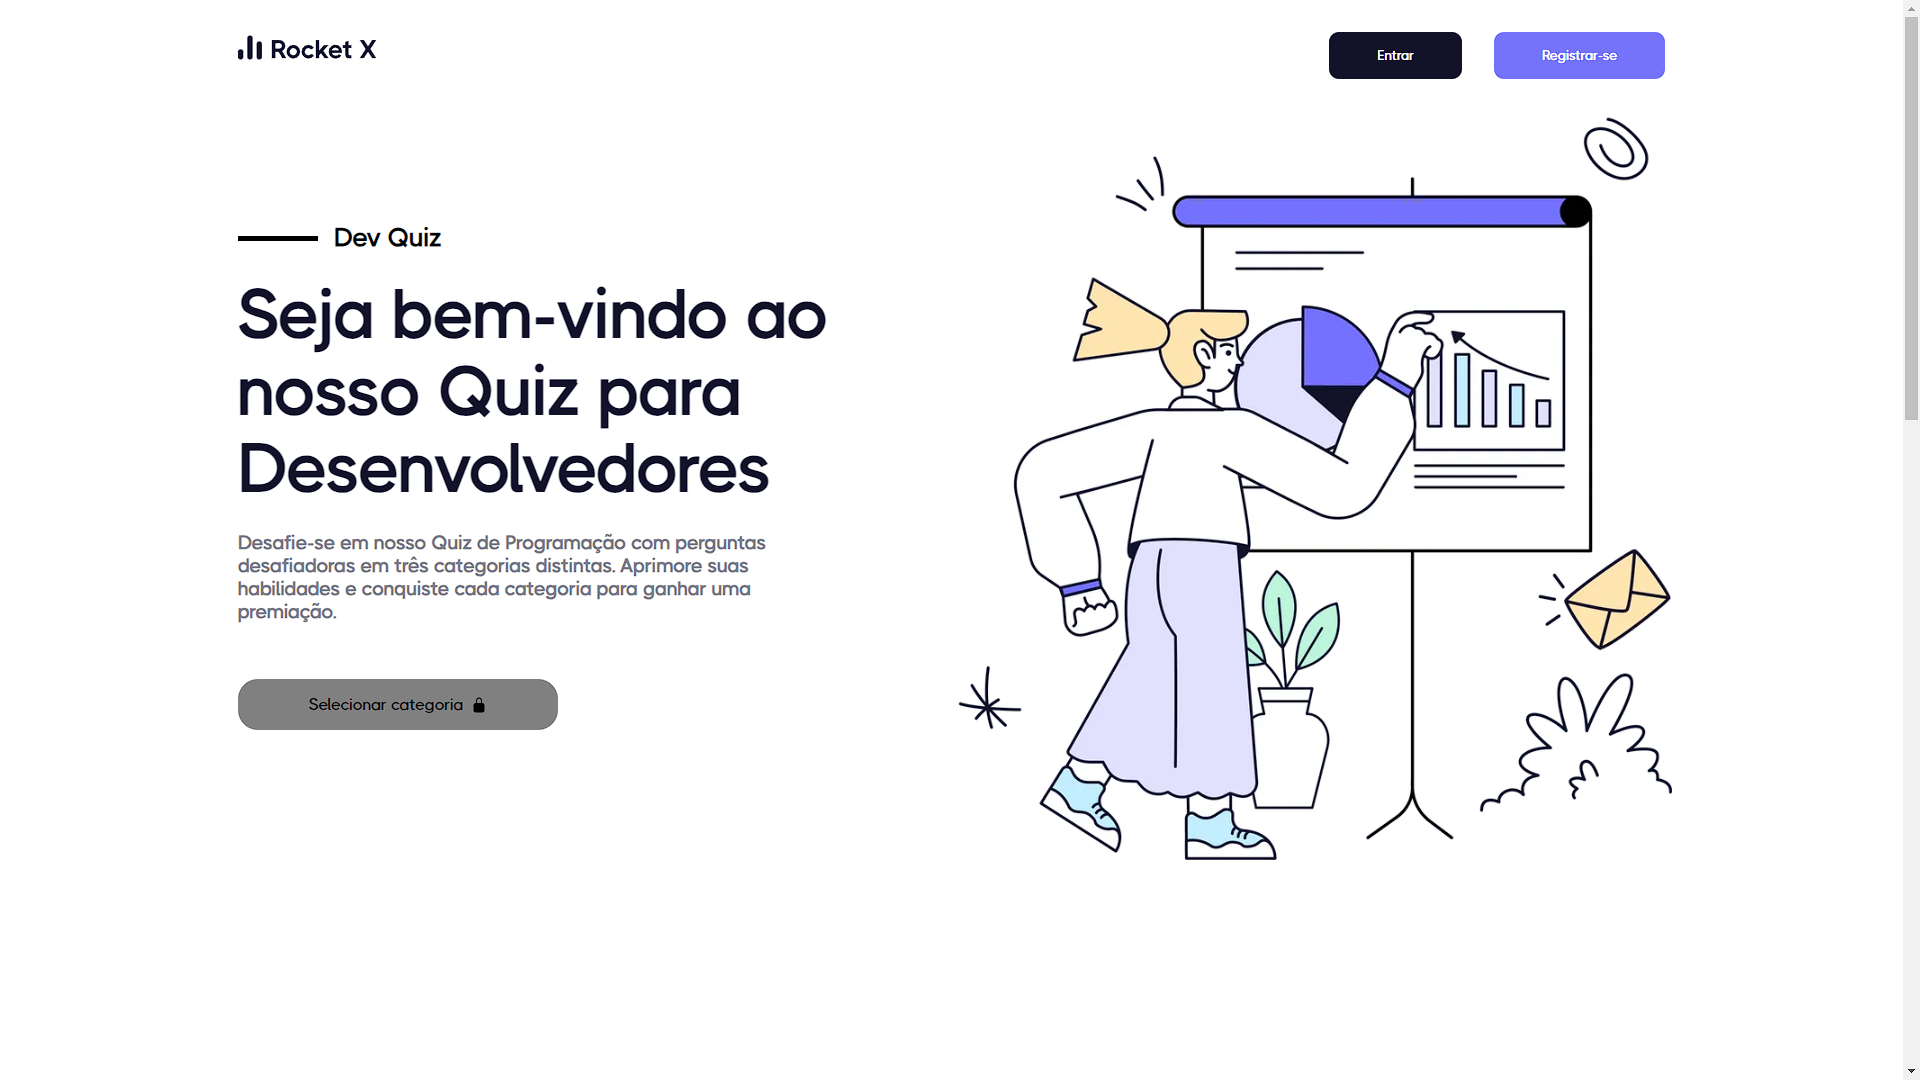 Rocket X
Entrar
Registrar-se
Dev Quiz
Seja bem-vindo ao
nosso Quiz para
Desenvolvedores
Desafie-se em nosso Quiz de Programação com perguntas
desafiadoras em três categorias distintas. Aprimore suas
habilidades e conquiste cada categoria para ganhar uma
premiação.
Selecionar categoria